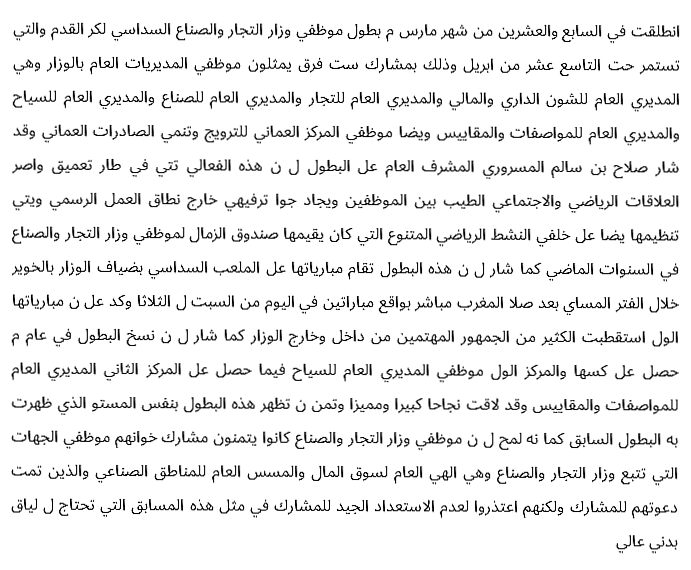 انطلقت في السابع والعشرين من شهر مارس م بطول موظفي وزار التجار والصناع السداسي لكر القدم والتي
تستمر حت التاسع عشر من ابريل وذلك بمشارك ست فرق يمثلون موظفي المديريات العام بالوزار وهي
المديري العام للشون الداري والمالي والمديري العام للتجار والمديري العام للصناع والمديري العام للسياح
والمديري العام للمواصفات والمقاييس ويضا موظفي المركز العماني للترويج وتنمي الصادرات العماني وقد
شار صلاح بن سالم المسروري المشرف العام عل البطول ل ن هذه الفعالي تتي في طار تعميق واصر
العلاقات الرياضي والاجتماعي الطيب بين الموظفين ويجاد جوا ترفيهي خارج نطاق العمل الرسمي ويتي
تنظيمها يضا عل خلفي النشط الرياضي المتنوع التي كان يقيمها صندوق الزمال لموظفي وزار التجار والصناع
في السنوات الماضي كما شار ل ن هذه البطول تقام مبارياتها عل الملعب السداسي بضياف الوزار بالخوير
خلال الفتر المساي بعد صلا المغرب مباشر بواقع مباراتين في اليوم من السبت ل الثلاثا وكد عل ن مبارياتها
الول استقطبت الكثير من الجمهور المهتمين من داخل وخارج الوزار كما شار ل ن نسخ البطول في عام م
حصل عل كسها والمركز الول موظفي المديري العام للسياح فيما حصل عل المركز الثاني المديري العام
للمواصفات والمقاييس وقد لاقت نجاحا كبيرا ومميزا وتمن ن تظهر هذه البطول بنفس المستو الذي ظهرت
به البطول السابق كما نه لمح ل ن موظفي وزار التجار والصناع كانوا يتمنون مشارك خوانهم موظفي الجهات
التي تتبع وزار التجار والصناع وهي الهي العام لسوق المال والمسس العام للمناطق الصناعي والذين تمت
دعوتهم للمشارك ولكنهم اعتذروا لعدم الاستعداد الجيد للمشارك في مثل هذه المسابق التي تحتاج ل لياق
بدني عالي